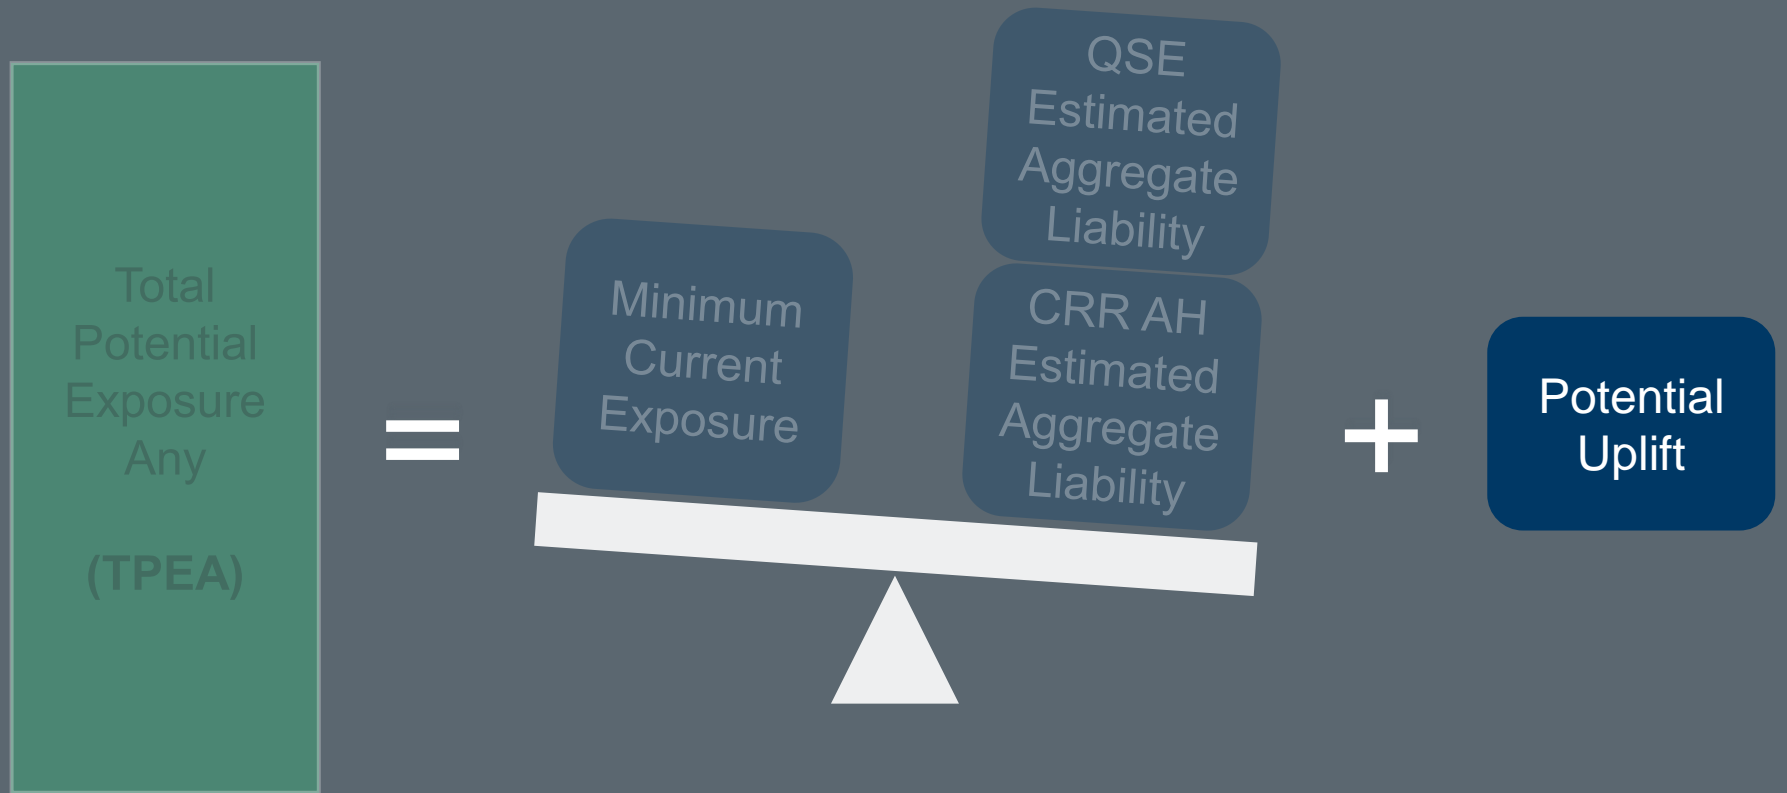 Total
Potential
Exposure
Any
(TPEA)
=
Minimum
Current
Exposure
QSE
Estimated
Aggregate
Liability
CRR AH
Estimated
Aggregate
Liability
+
Potential
Uplift